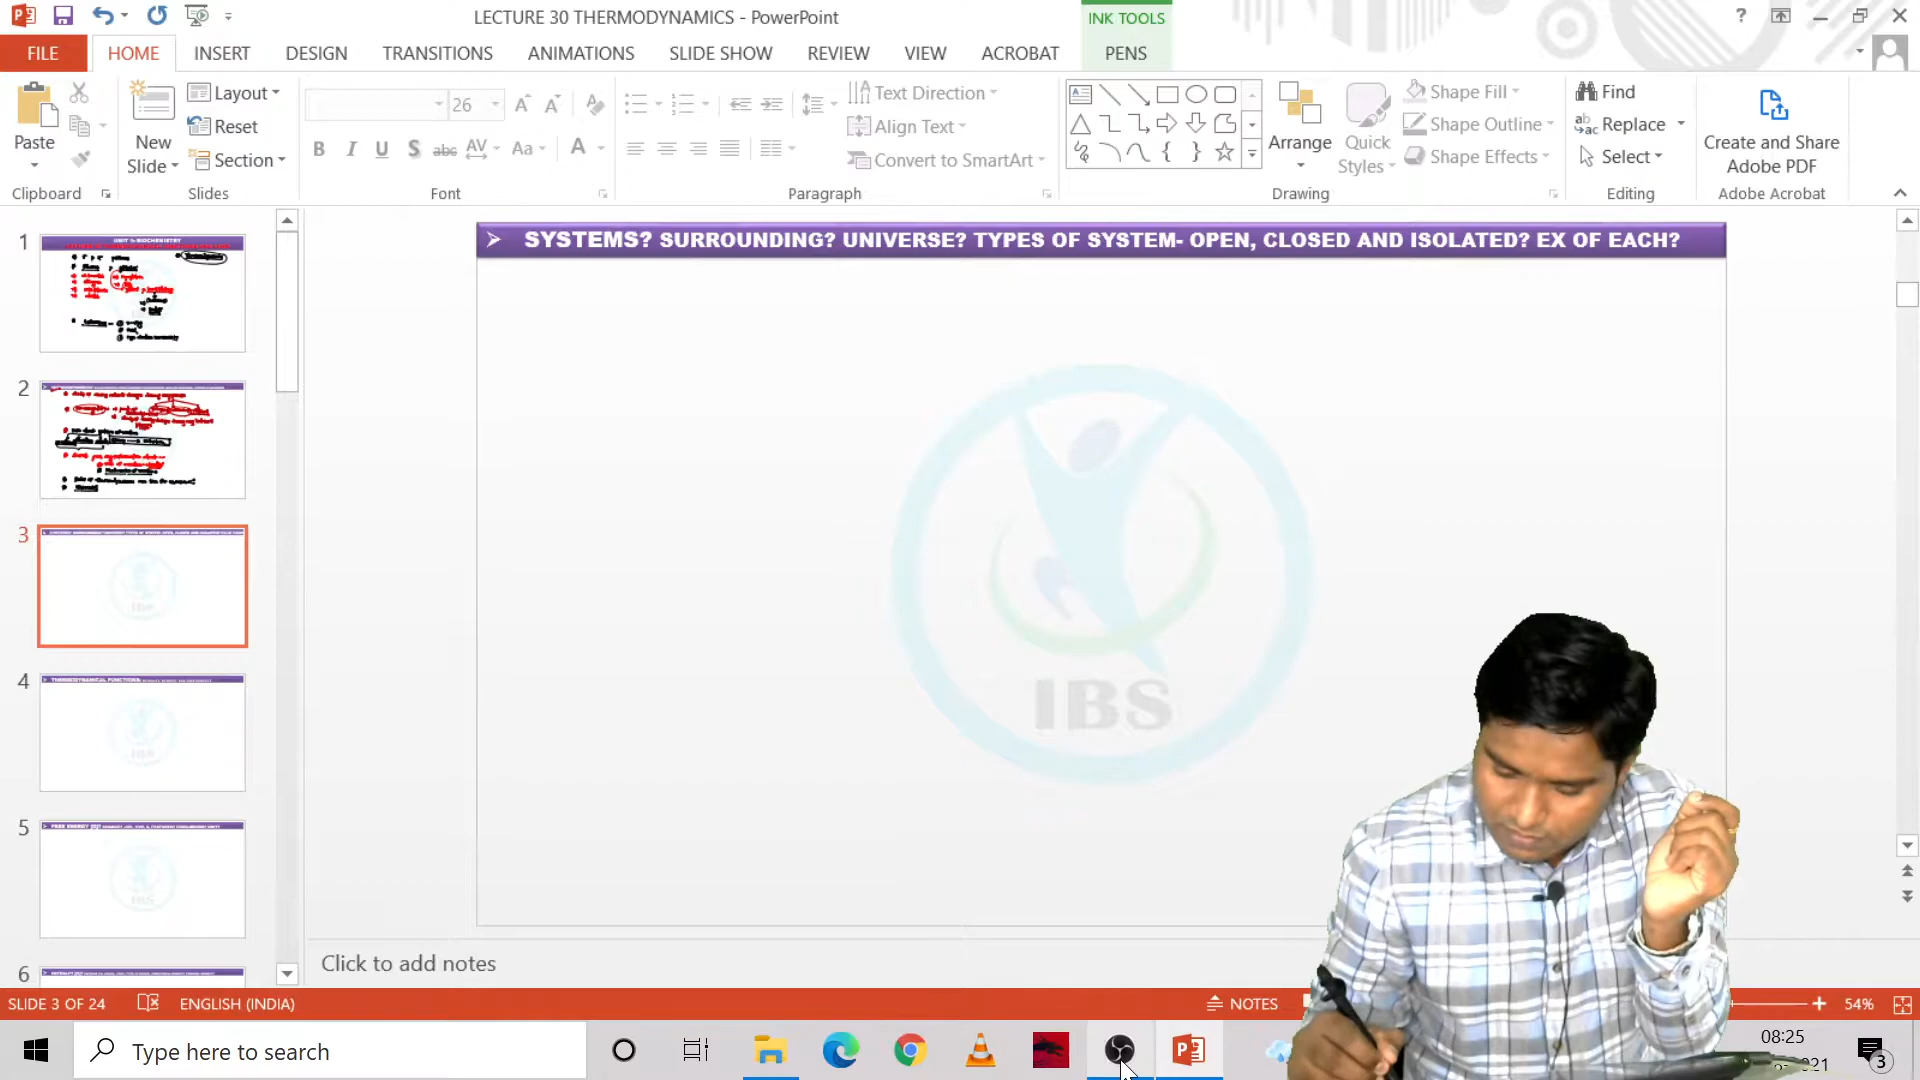 LECTURE 30 THERMODYNAMICS - PowerPoint
INK TOOLS
FILE
HOME
INSERT
DESIGN
TRANSITIONS
ANIMATIONS
SLIDE SHOW
REVIEW
VIEW
ACROBAT
PENS
Paste
Clipboard
New Slide
Layout
Reset
Section
Slides
26
Font
Text Direction
Align Text
Convert to SmartArt
Paragraph
Arrange
Quick Styles
Shape Fill
Shape Outline
Shape Effects
Drawing
Find
Replace
Select
Editing
Create and Share
Adobe PDF
Adobe Acrobat
1
2
3
4
5
6
SYSTEMS? SURROUNDING? UNIVERSE? TYPES OF SYSTEM- OPEN, CLOSED AND ISOLATED? EX OF EACH?
IBS
Click to add notes
SLIDE 3 OF 24
ENGLISH (INDIA)
NOTES
54%
Type here to search
08:25
3